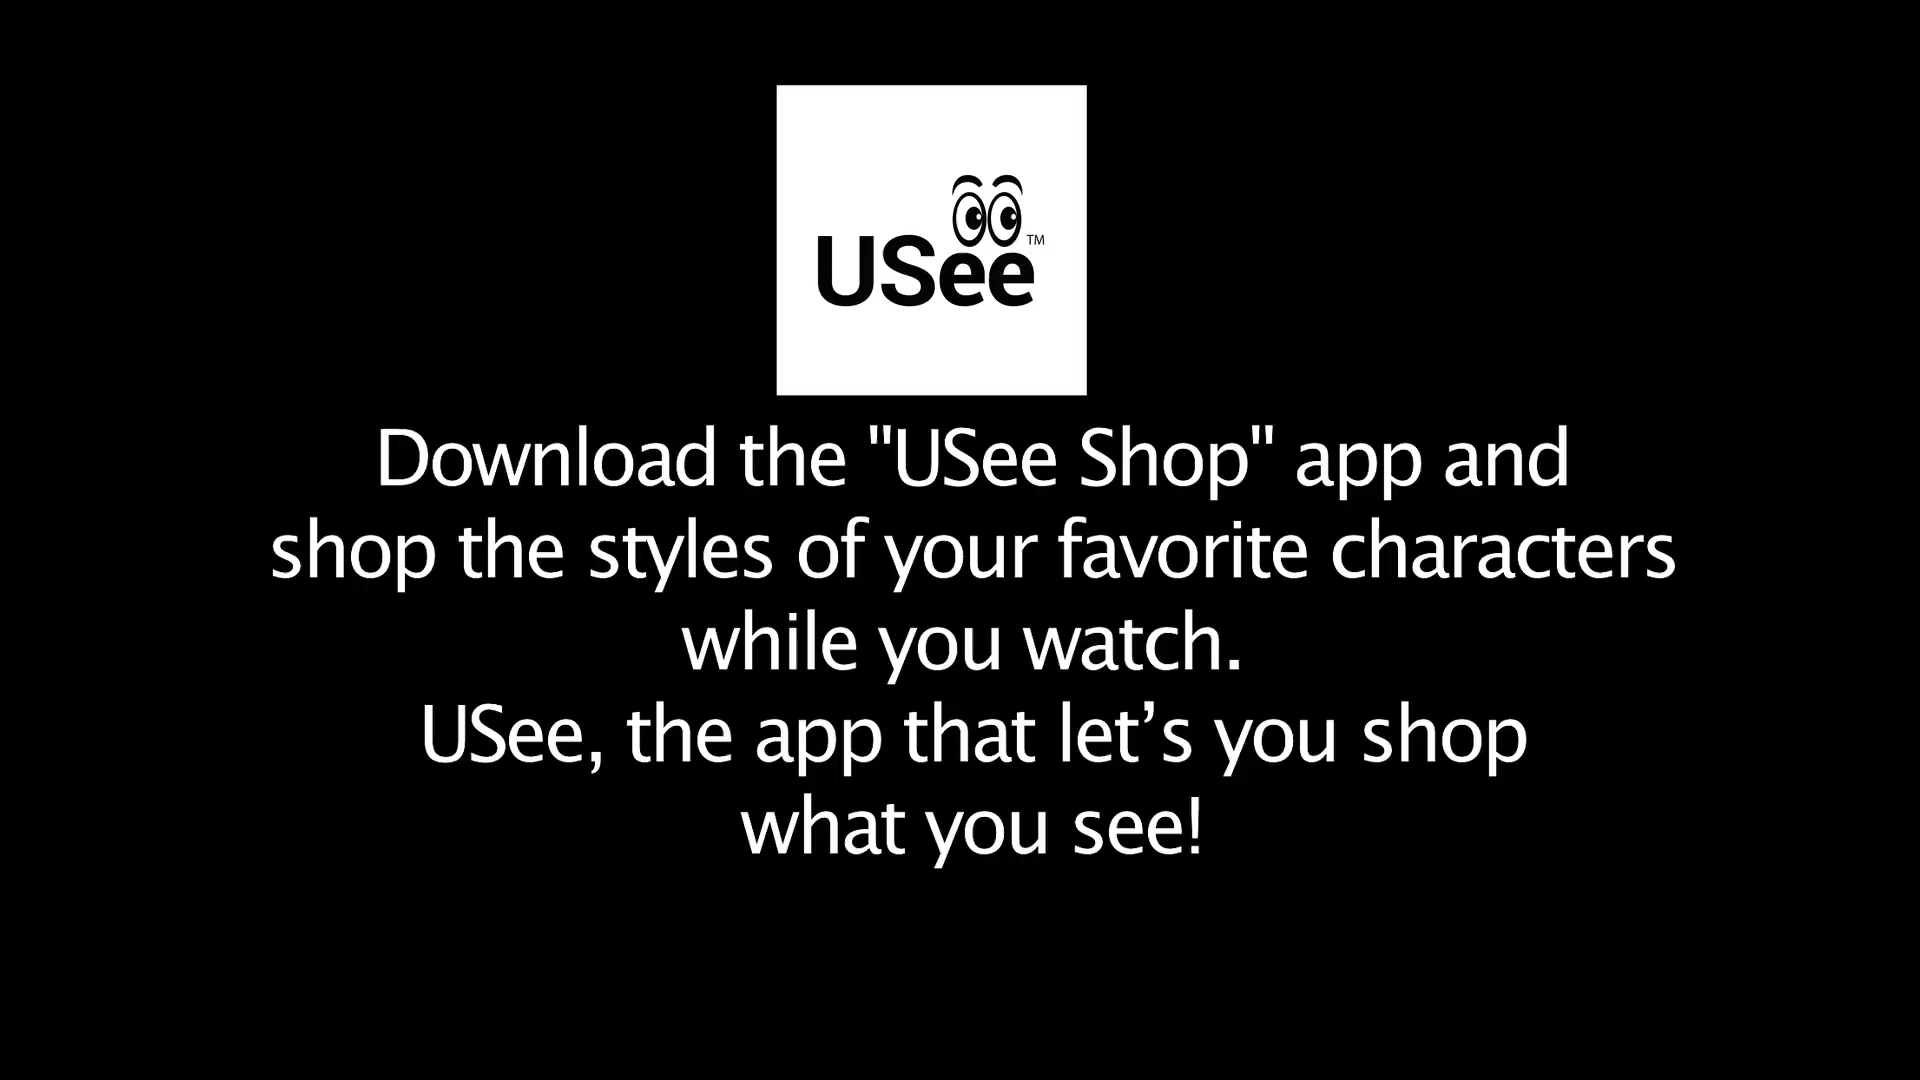 USee™
Download the "USee Shop" app and
shop the styles of your favorite characters
while you watch.
USee, the app that let’s you shop
what you see!